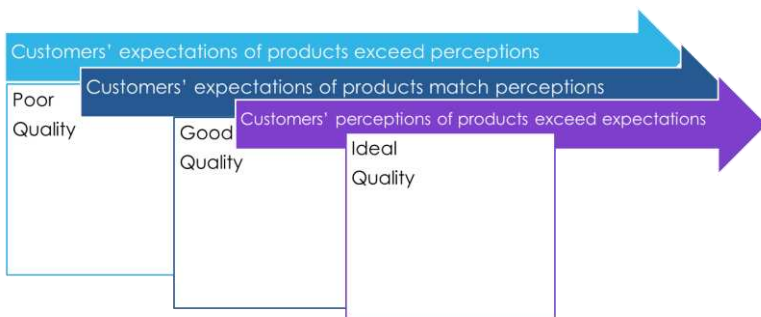 Customers’ expectations of products exceed perceptions
Poor
Quality
Customers’ expectations of products match perceptions
Good
Quality
Customers’ perceptions of products exceed expectations
Ideal
Quality